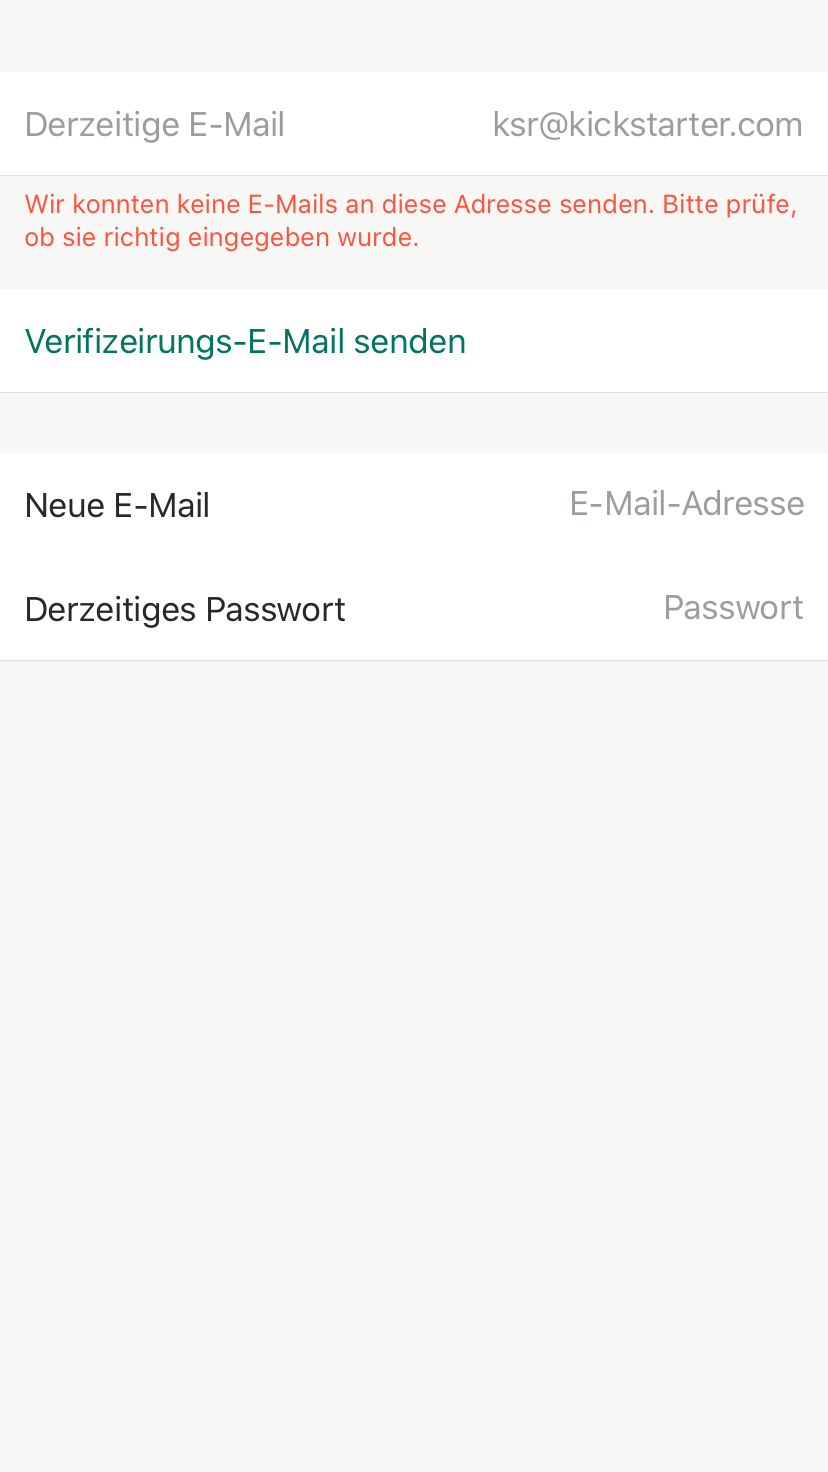 Derzeitige E-Mail ksr@kickstarter.com
Wir konnten keine E-Mails an diese Adresse senden. Bitte prüfe,
ob sie richtig eingegeben wurde.
Verifizeirungs-E-Mail senden
Neue E-Mail E-Mail-Adresse
Derzeitiges Passwort Passwort